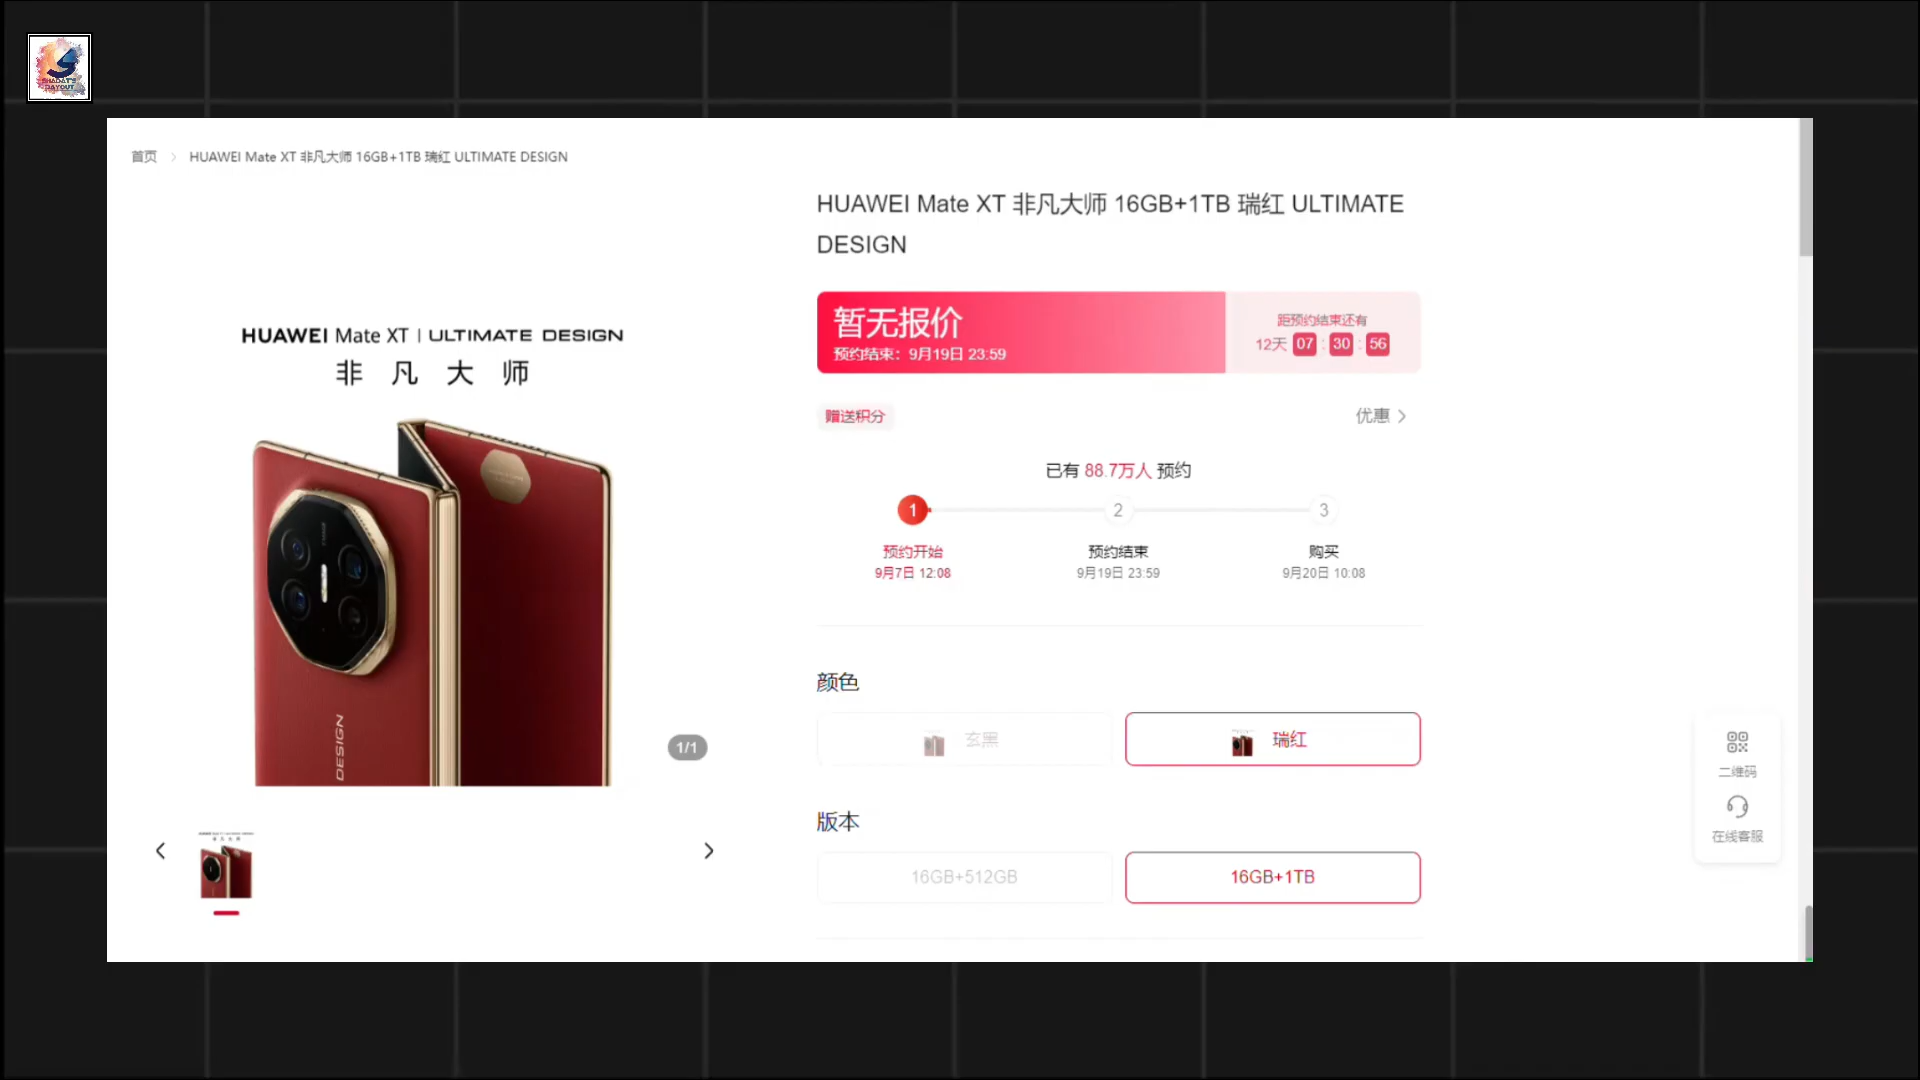 SHADAT'S
DAYOUT
首页 > HUAWEI Mate XT 非凡大师 16GB+1TB 瑞红 ULTIMATE DESIGN
HUAWEI Mate XT 非凡大师 16GB+1TB 瑞红 ULTIMATE
DESIGN
HUAWEI Mate XT | ULTIMATE DESIGN
非凡大师
DESIGN
1/1
暂无报价
预约结束：9月19日 23:59
距预约结束还有
12天 07 : 30 : 56
赠送积分
优惠 >
已有 88.7万人 预约
1 2 3
预约开始 预约结束 购买
9月7日 12:08 9月19日 23:59 9月20日 10:08
颜色
玄黑 瑞红
版本
16GB+512GB 16GB+1TB
二维码
在线客服